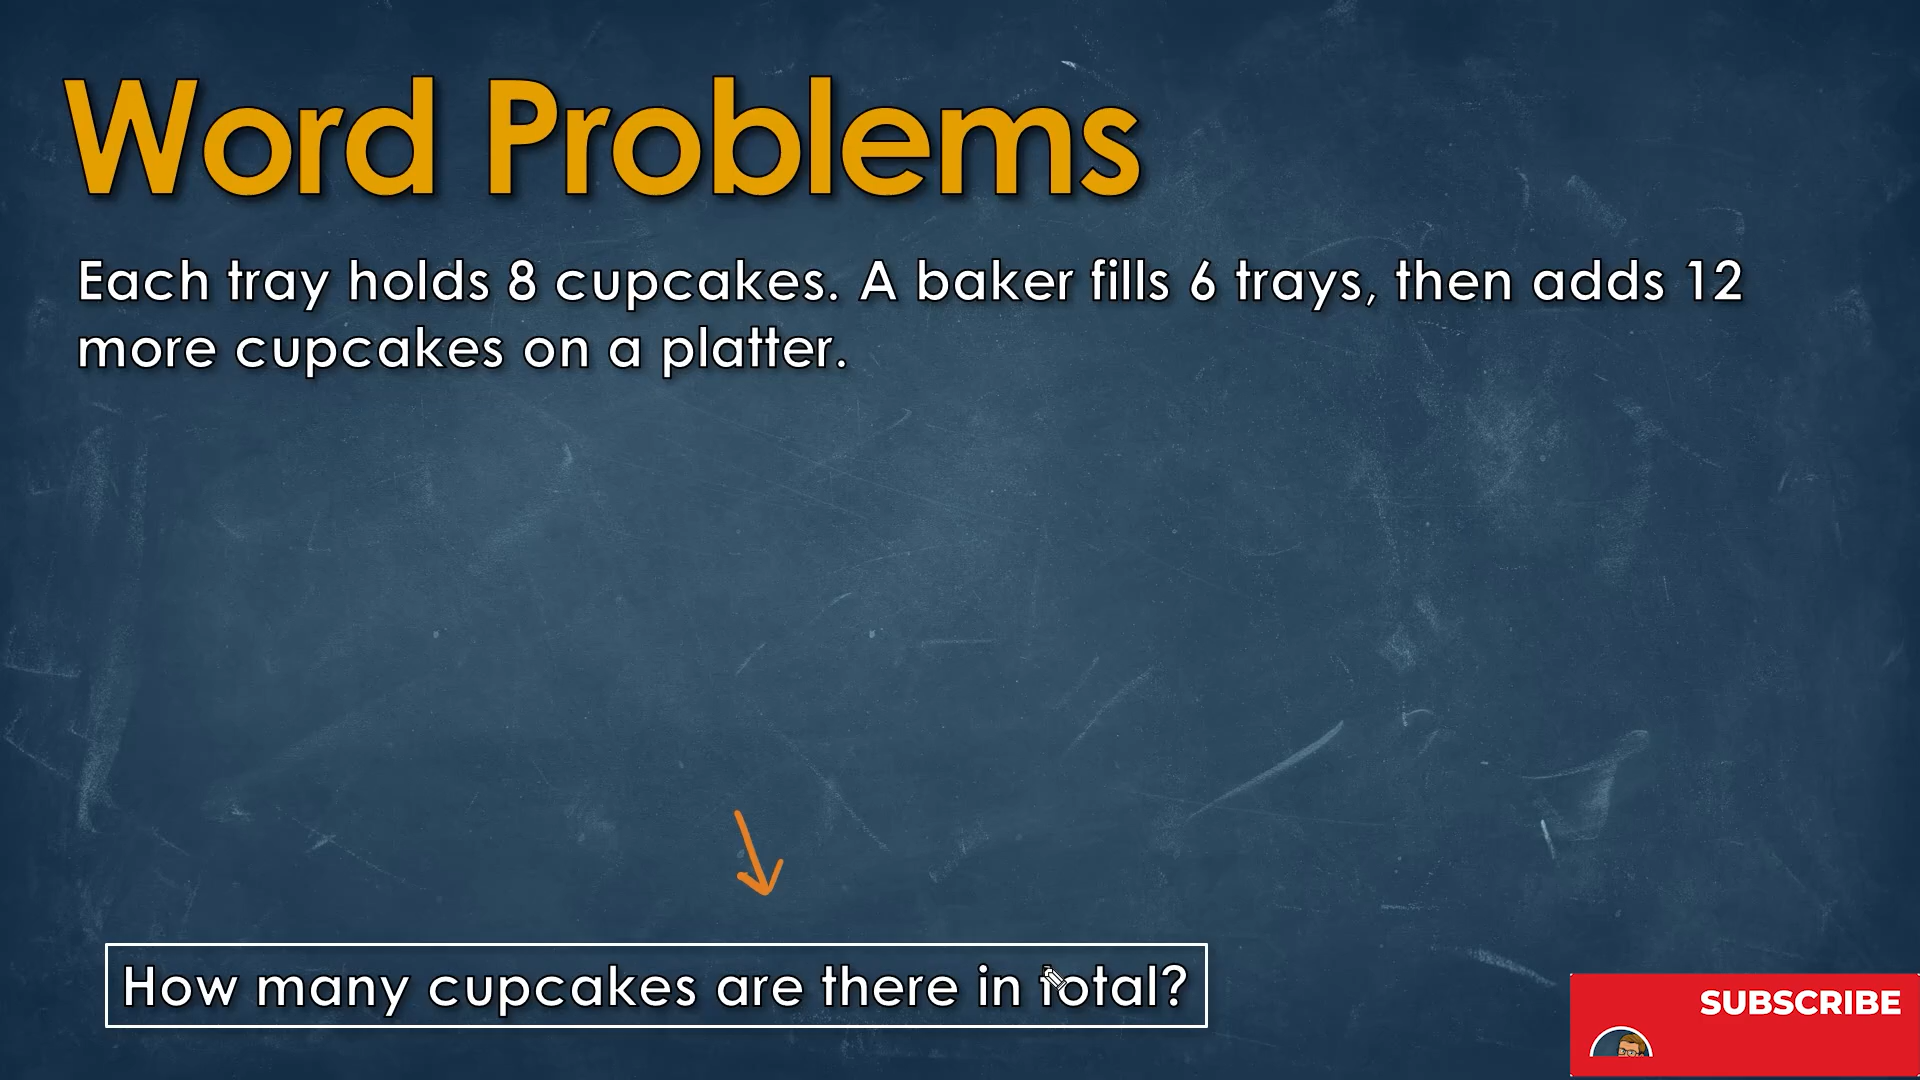 Word Problems
Each tray holds 8 cupcakes. A baker fills 6 trays, then adds 12
more cupcakes on a platter.
How many cupcakes are there in total?
SUBSCRIBE